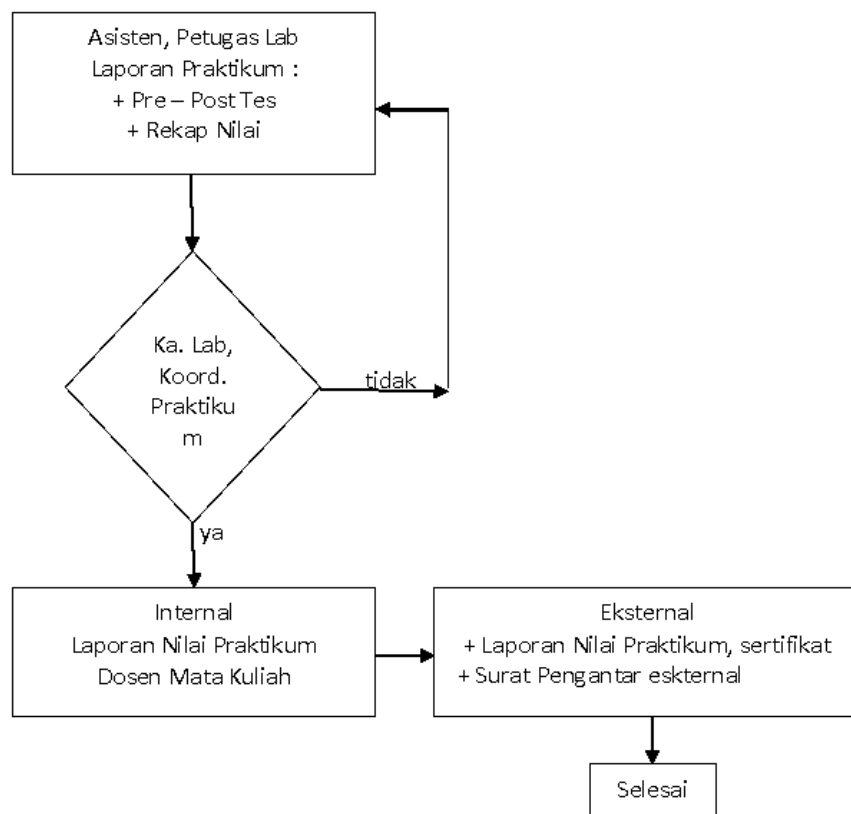 Asisten, Petugas Lab
Laporan Praktikum :
+ Pre – Post Tes
+ Rekap Nilai
Ka. Lab,
Koord.
Praktiku
m
tidak
ya
Internal
Laporan Nilai Praktikum
Dosen Mata Kuliah
Eksternal
+ Laporan Nilai Praktikum, sertifikat
+ Surat Pengantar eskternal
Selesai